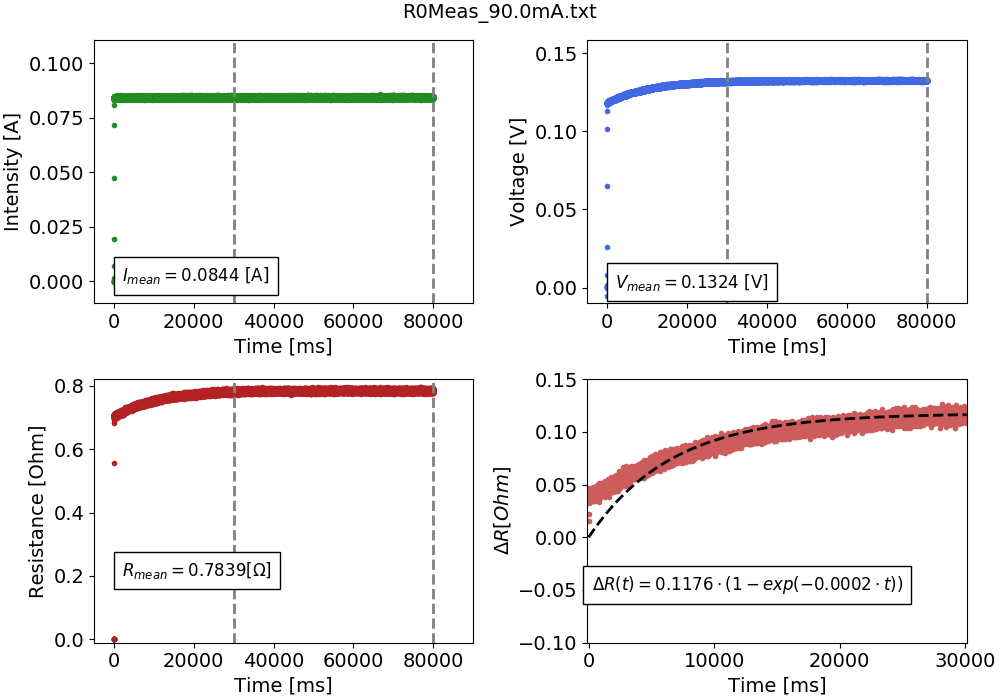 R0Meas_90.0mA.txt
Intensity [A]
0.100
0.075
0.050
0.025
0.000
I_mean = 0.0844 [A]
0 20000 40000 60000 80000
Time [ms]
Voltage [V]
0.15
0.10
0.05
0.00
V_mean = 0.1324 [V]
0 20000 40000 60000 80000
Time [ms]
Resistance [Ohm]
0.8
0.6
0.4
0.2
0.0
R_mean = 0.7839[Ω]
0 20000 40000 60000 80000
Time [ms]
ΔR[Ohm]
0.15
0.10
0.05
0.00
−0.05
−0.10
ΔR(t) = 0.1176 · (1 − exp(−0.0002 · t))
0 10000 20000 30000
Time [ms]